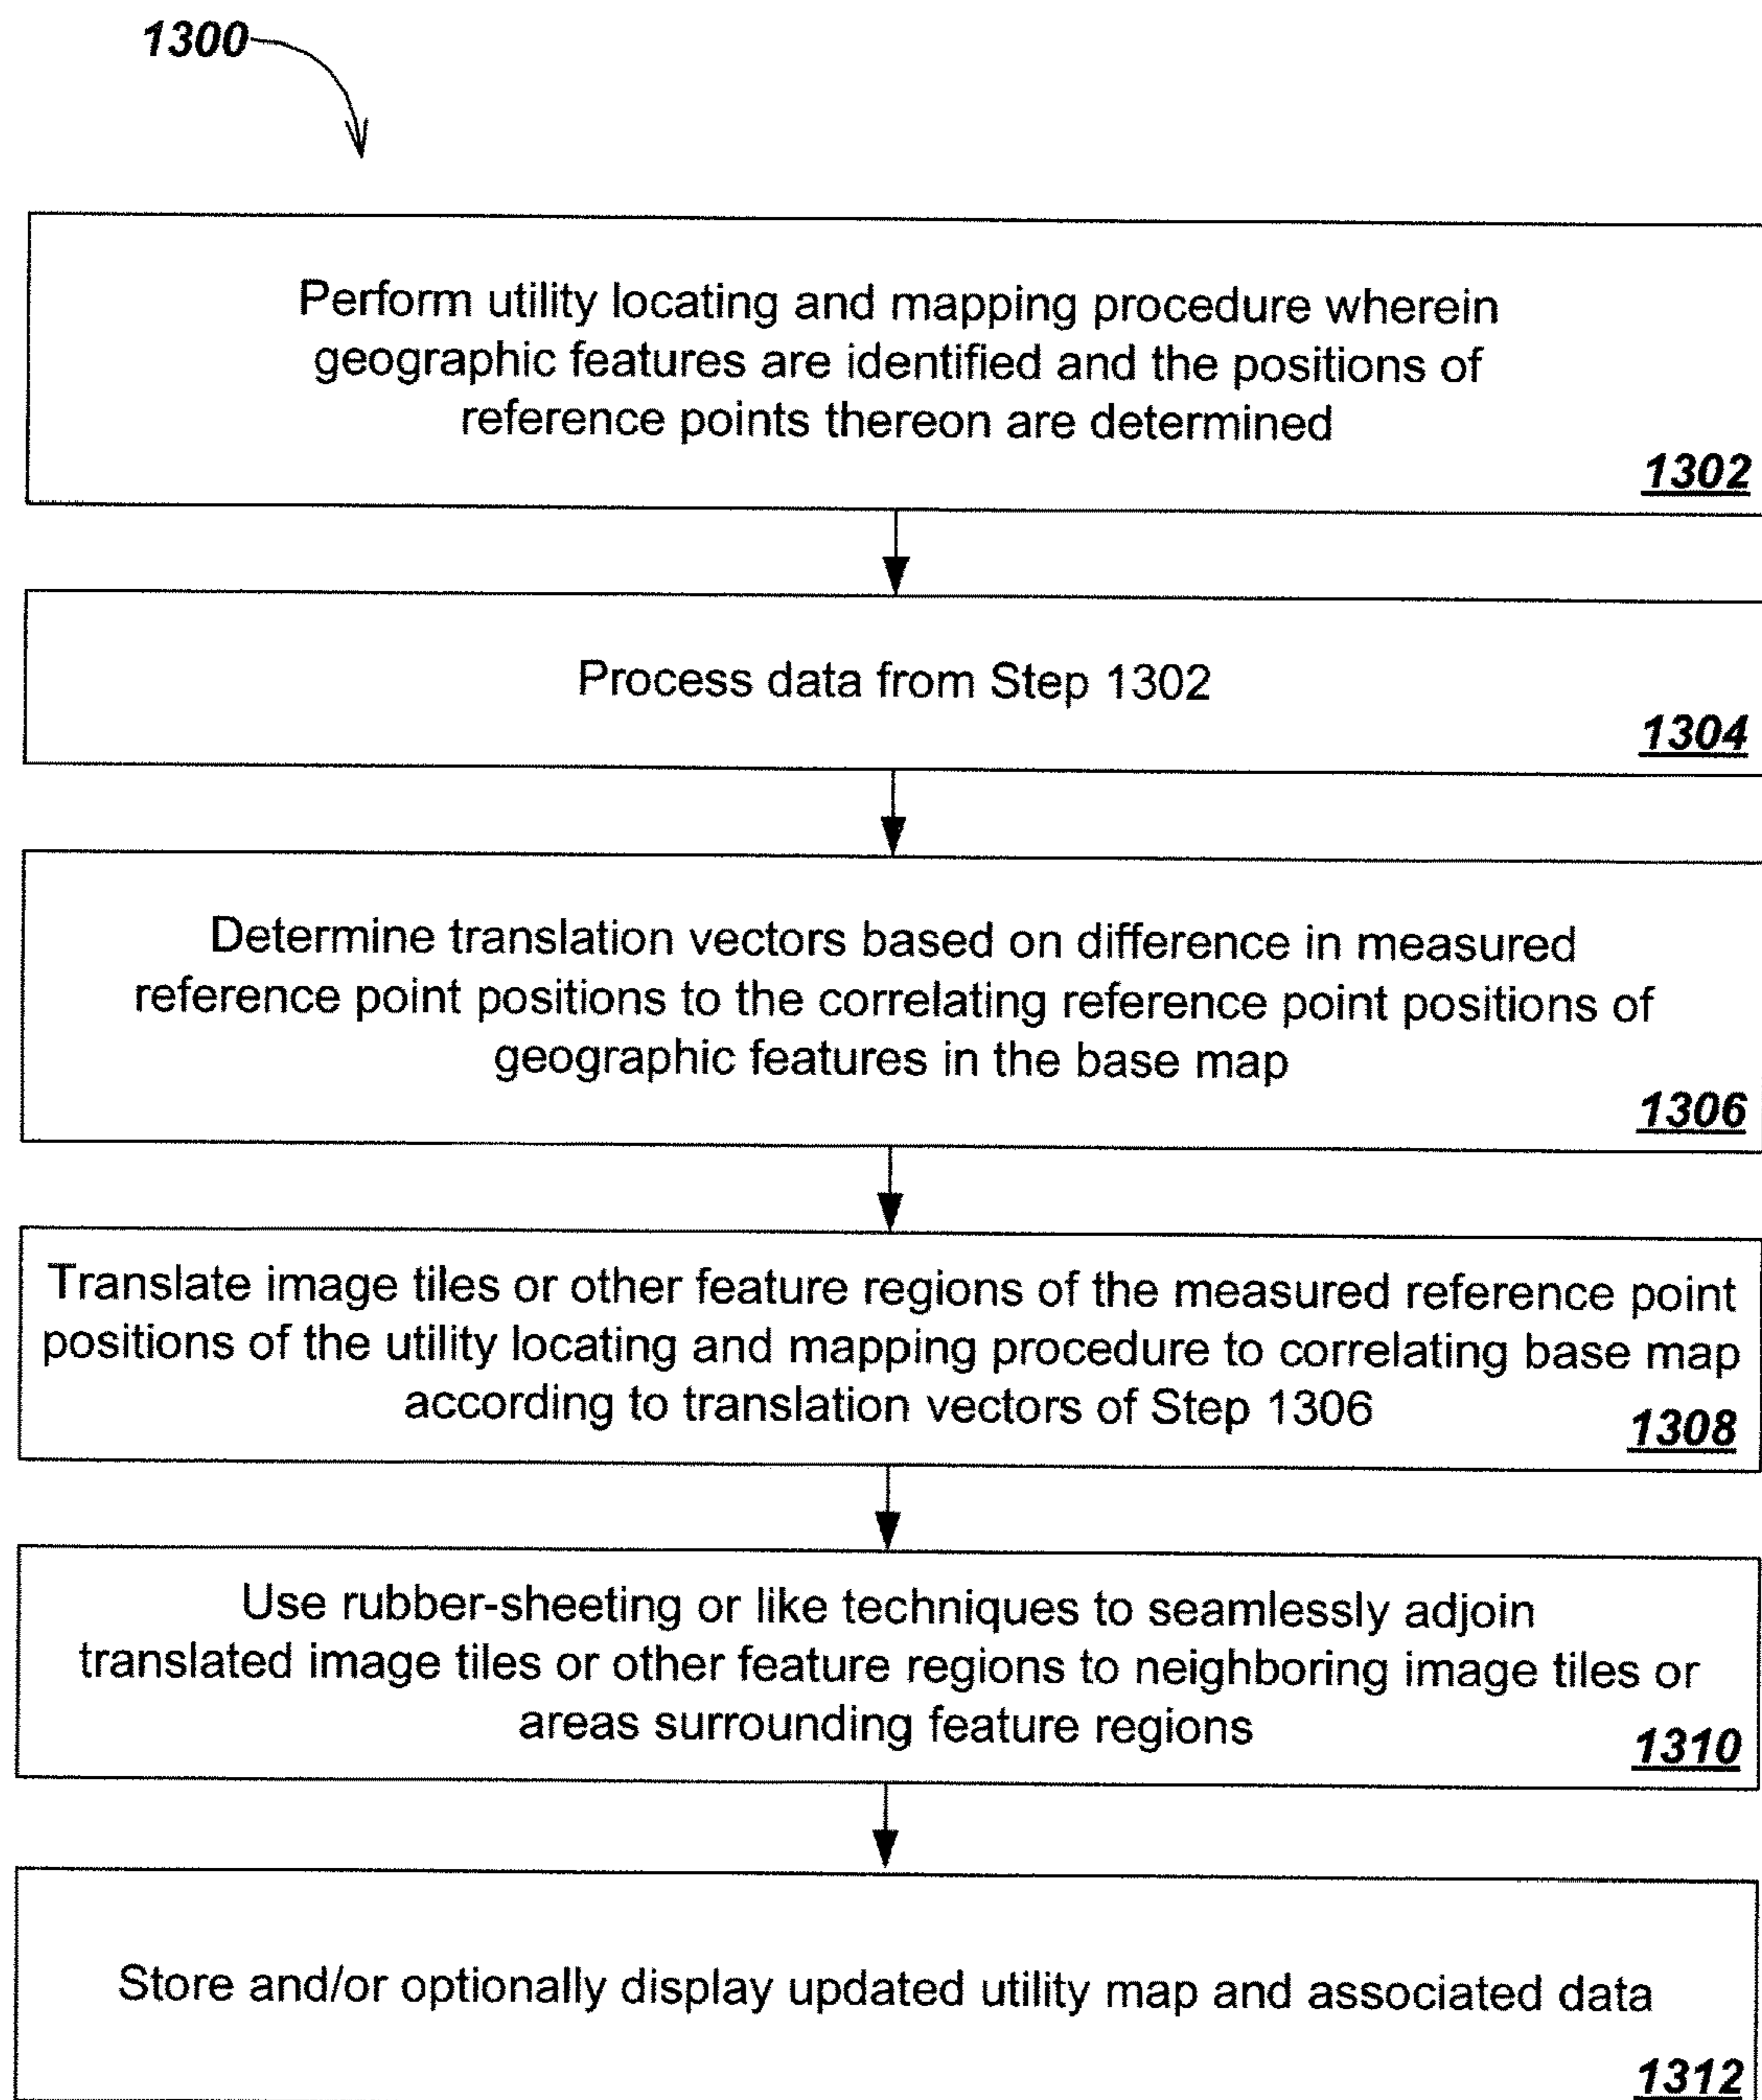 1300
Perform utility locating and mapping procedure wherein
geographic features are identified and the positions of
reference points thereon are determined
1302
Process data from Step 1302
1304
Determine translation vectors based on difference in measured
reference point positions to the correlating reference point positions of
geographic features in the base map
1306
Translate image tiles or other feature regions of the measured reference point
positions of the utility locating and mapping procedure to correlating base map
according to translation vectors of Step 1306
1308
Use rubber-sheeting or like techniques to seamlessly adjoin
translated image tiles or other feature regions to neighboring image tiles or
areas surrounding feature regions
1310
Store and/or optionally display updated utility map and associated data
1312